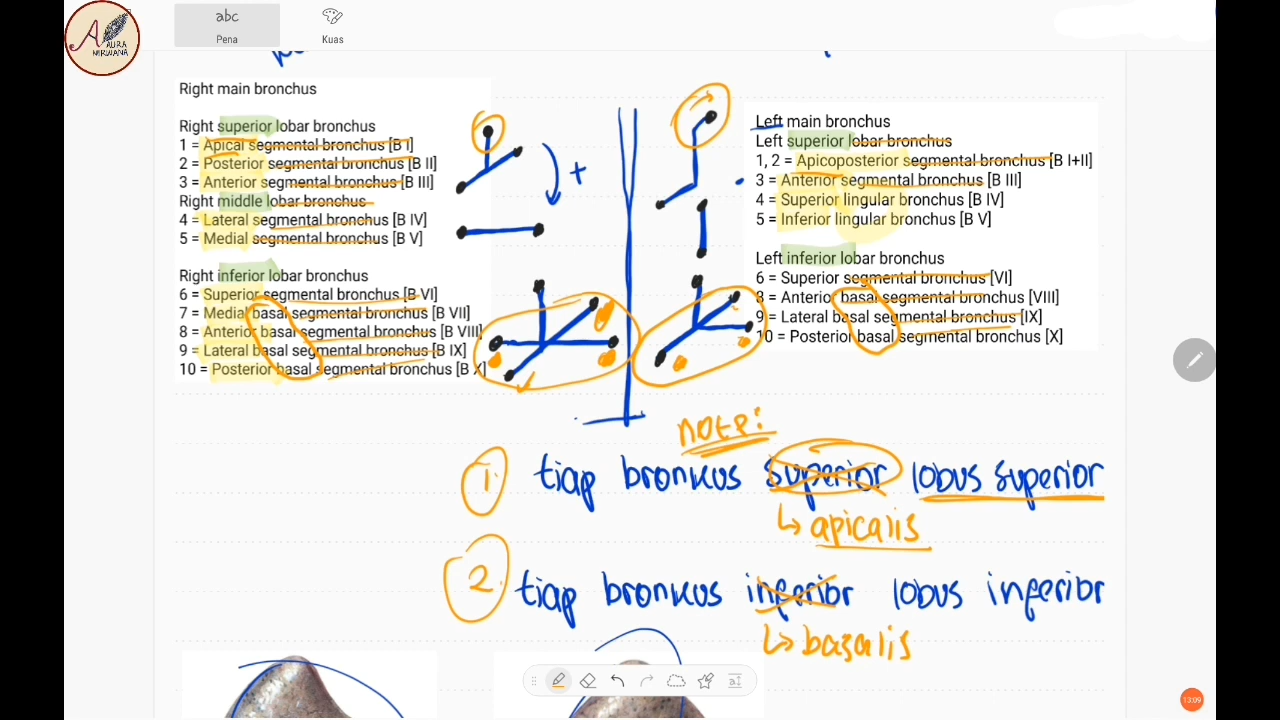 AURA
NIRWANA
abc
Pena
Kuas
Right main bronchus
Right superior lobar bronchus
1 = Apical segmental bronchus [B I]
2 = Posterior segmental bronchus [B II]
3 = Anterior segmental bronchus [B III]
Right middle lobar bronchus
4 = Lateral segmental bronchus [B IV]
5 = Medial segmental bronchus [B V]
Right inferior lobar bronchus
6 = Superior segmental bronchus [B VI]
7 = Medial basal segmental bronchus [B VII]
8 = Anterior basal segmental bronchus [B VIII]
9 = Lateral basal segmental bronchus [B IX]
10 = Posterior basal segmental bronchus [B X]
+
Left main bronchus
Left superior lobar bronchus
1, 2 = Apicoposterior segmental bronchus [B I+II]
3 = Anterior segmental bronchus [B III]
4 = Superior lingular bronchus [B IV]
5 = Inferior lingular bronchus [B V]
Left inferior lobar bronchus
6 = Superior segmental bronchus [VI]
8 = Anterior basal segmental bronchus [VIII]
9 = Lateral basal segmental bronchus [IX]
10 = Posterior basal segmental bronchus [X]
note:
1. tiap bronkus superior lobus superior
↳ apicalis
2. tiap bronkus inferior lobus inferior
↳ basalis
13:09